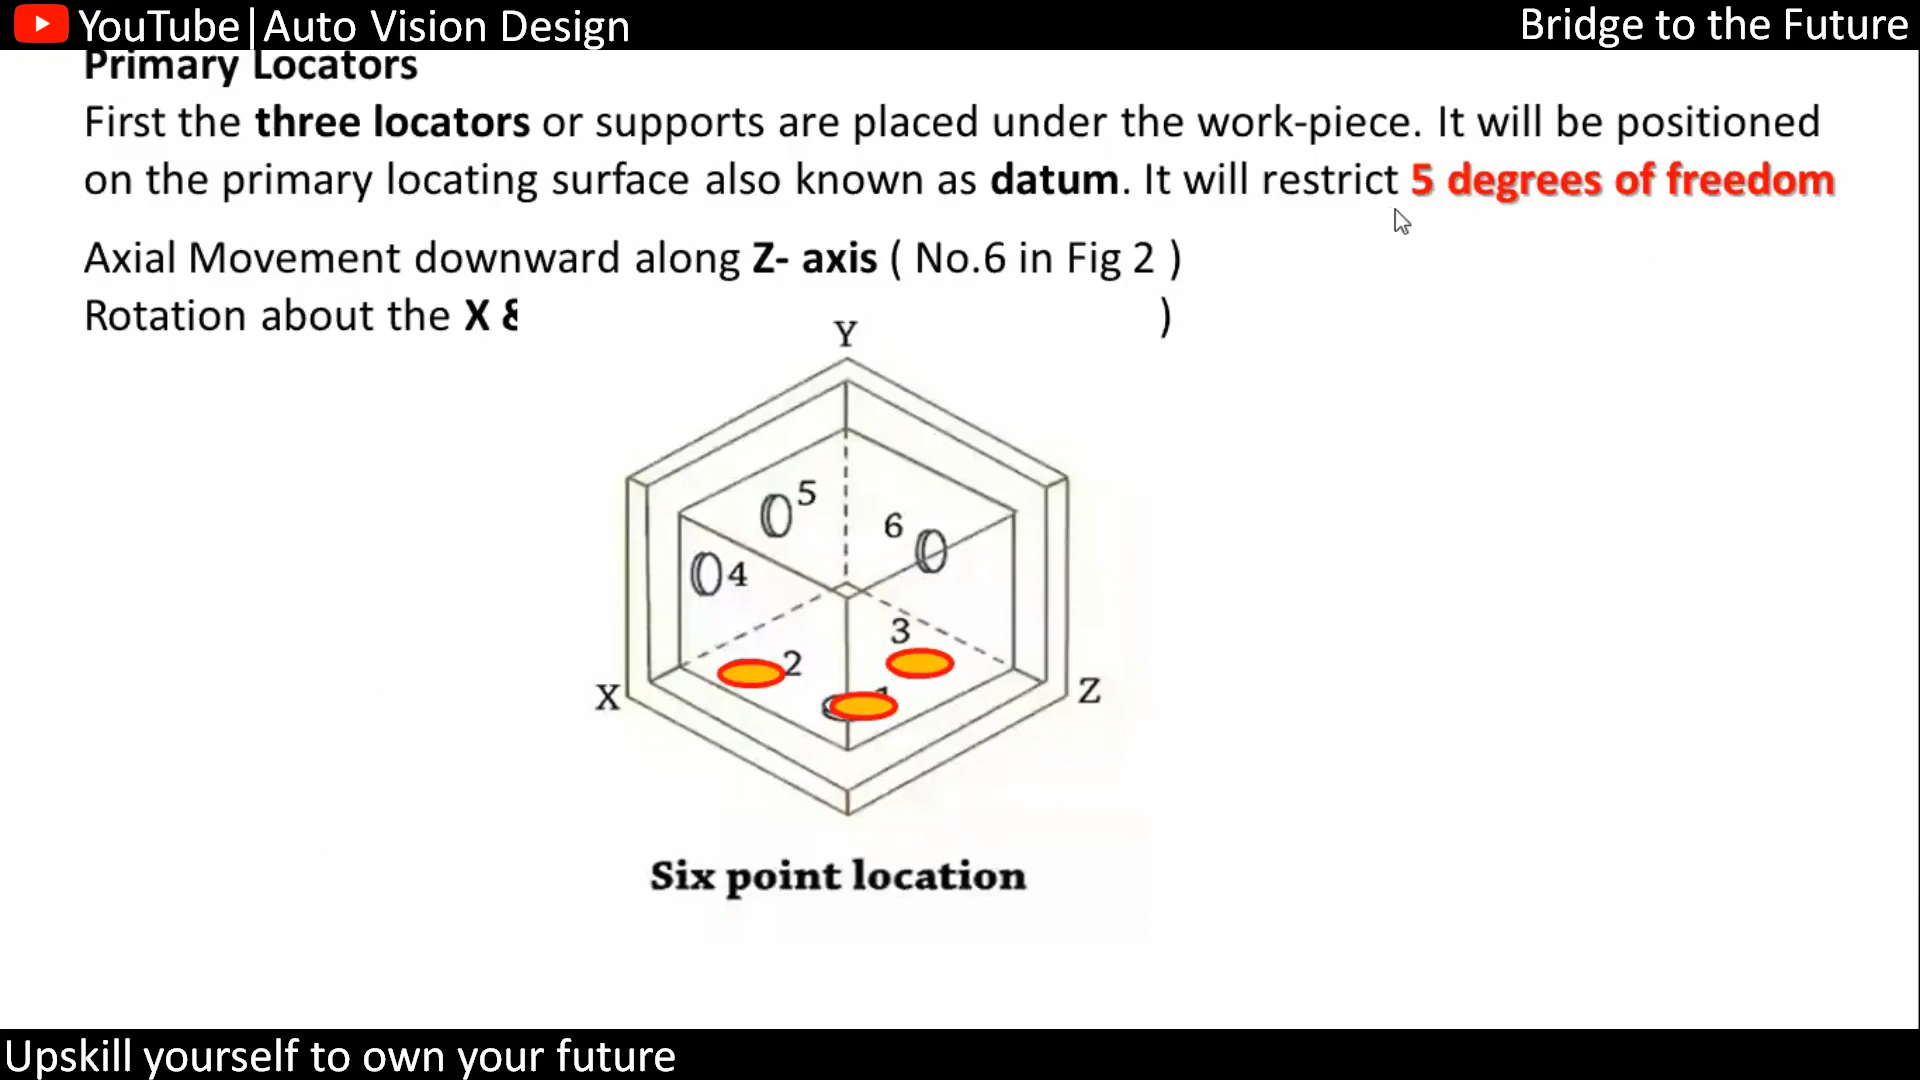 YouTube|Auto Vision Design
Bridge to the Future
Primary Locators
First the three locators or supports are placed under the work-piece. It will be positioned
on the primary locating surface also known as datum. It will restrict 5 degrees of freedom
Axial Movement downward along Z- axis ( No.6 in Fig 2 )
Rotation about the X )
Y
5
6
4
3
2
X
Z
Six point location
Upskill yourself to own your future